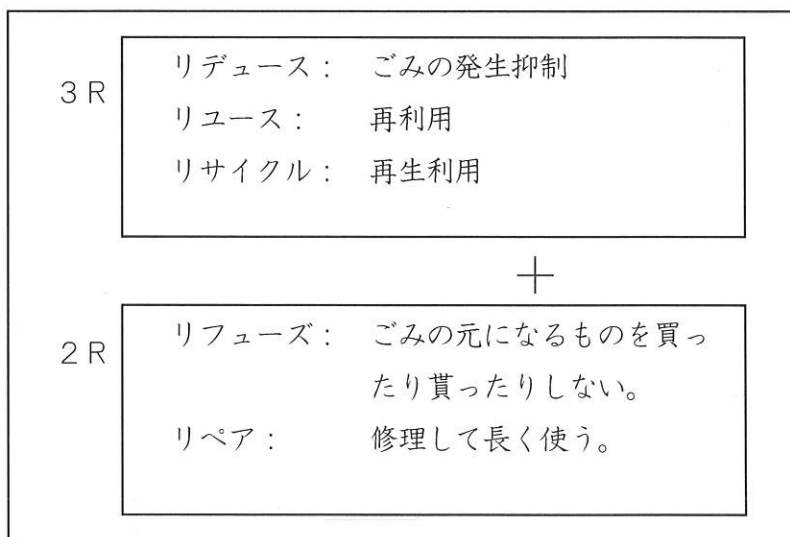 3R
リデュース： ごみの発生抑制
リユース： 再利用
リサイクル： 再生利用
＋
2R
リフューズ： ごみの元になるものを買っ
たり貰ったりしない。
リペア： 修理して長く使う。